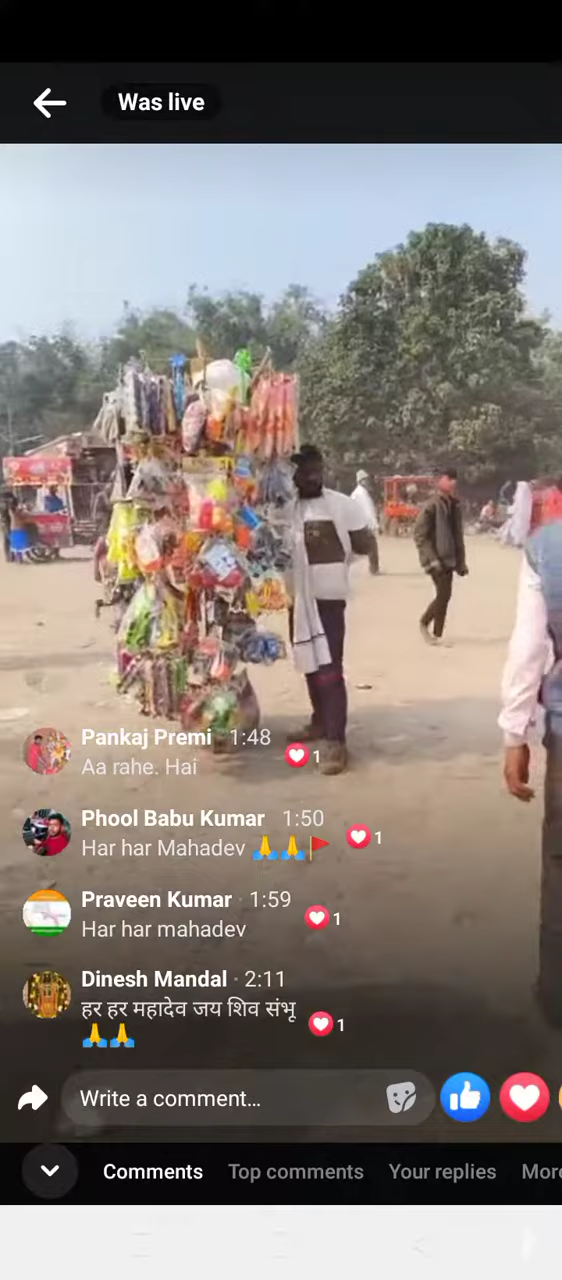 Was live
Pankaj Premi 1:48
Aa rahe. Hai
1
Phool Babu Kumar 1:50
Har har Mahadev 🙏🙏🚩
1
Praveen Kumar · 1:59
Har har mahadev
1
Dinesh Mandal · 2:11
हर हर महादेव जय शिव संभू
🙏🙏
1
Write a comment...
Comments Top comments Your replies More